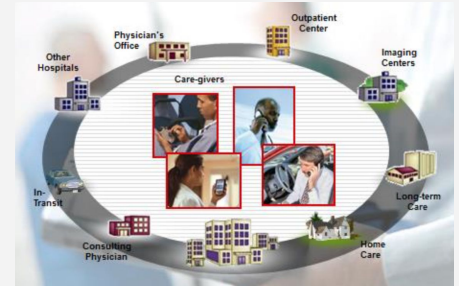 Outpatient
Center
Physician's
Office
Other
Hospitals
Imaging
Centers
Care-givers
In-
Transit
Long-term
Care
Consulting
Physician
Home
Care